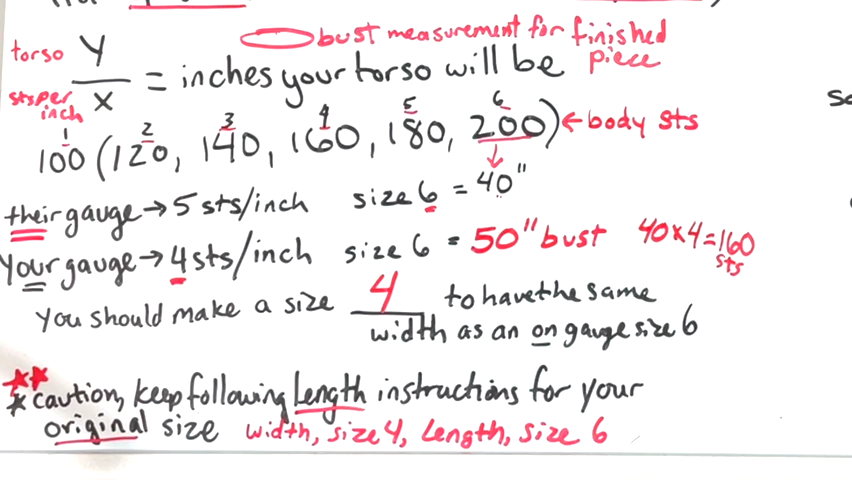 bust measurement for finished
piece
torso Y
sts per inch X = inches your torso will be
1 2 3 4 5 6
100 (120, 140, 160, 180, 200) ← body sts
their gauge → 5 sts/inch size 6 = 40"
your gauge → 4 sts/inch size 6 = 50" bust 40x4=160 sts
you should make a size 4 to have the same
width as an on gauge size 6
* caution, keep following length instructions for your
original size width, size 4, length, size 6